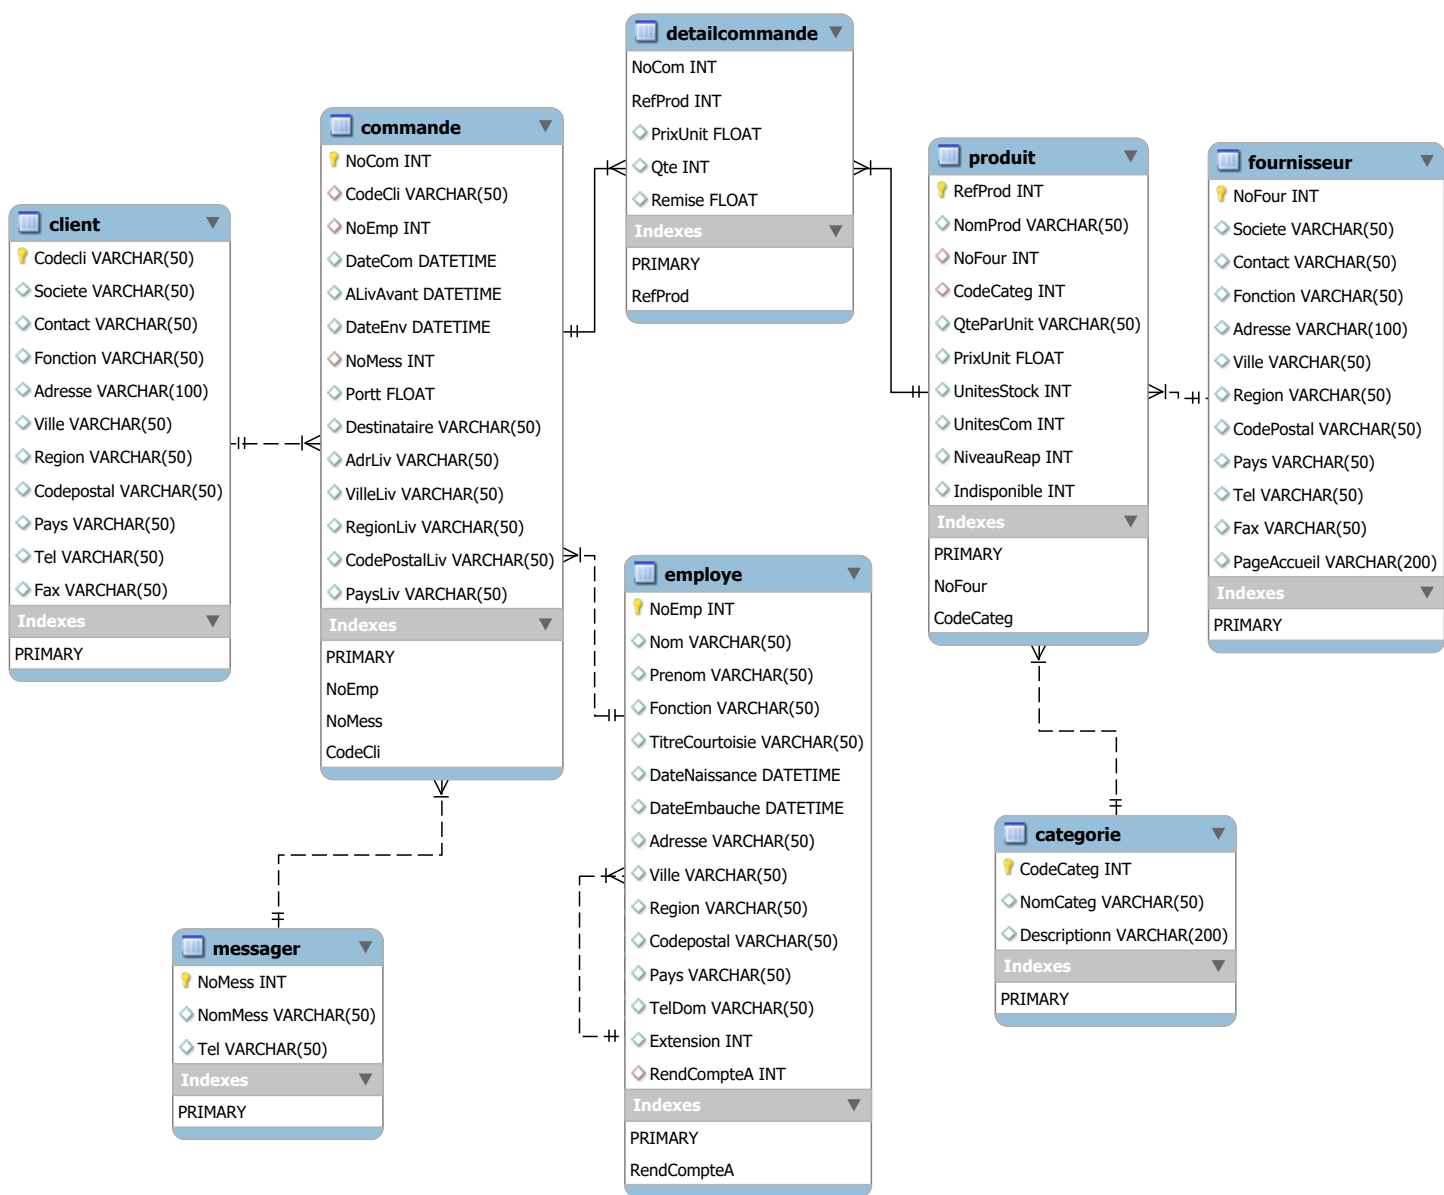 client
Codecli VARCHAR(50)
Societe VARCHAR(50)
Contact VARCHAR(50)
Fonction VARCHAR(50)
Adresse VARCHAR(100)
Ville VARCHAR(50)
Region VARCHAR(50)
Codepostal VARCHAR(50)
Pays VARCHAR(50)
Tel VARCHAR(50)
Fax VARCHAR(50)
Indexes
PRIMARY
commande
NoCom INT
CodeCli VARCHAR(50)
NoEmp INT
DateCom DATETIME
ALivAvant DATETIME
DateEnv DATETIME
NoMess INT
Portt FLOAT
Destinataire VARCHAR(50)
AdrLiv VARCHAR(50)
VilleLiv VARCHAR(50)
RegionLiv VARCHAR(50)
CodePostalLiv VARCHAR(50)
PaysLiv VARCHAR(50)
Indexes
PRIMARY
NoEmp
NoMess
CodeCli
detailcommande
NoCom INT
RefProd INT
PrixUnit FLOAT
Qte INT
Remise FLOAT
Indexes
PRIMARY
RefProd
produit
RefProd INT
NomProd VARCHAR(50)
NoFour INT
CodeCateg INT
QteParUnit VARCHAR(50)
PrixUnit FLOAT
UnitesStock INT
UnitesCom INT
NiveauReap INT
Indisponible INT
Indexes
PRIMARY
NoFour
CodeCateg
fournisseur
NoFour INT
Societe VARCHAR(50)
Contact VARCHAR(50)
Fonction VARCHAR(50)
Adresse VARCHAR(100)
Ville VARCHAR(50)
Region VARCHAR(50)
CodePostal VARCHAR(50)
Pays VARCHAR(50)
Tel VARCHAR(50)
Fax VARCHAR(50)
PageAccueil VARCHAR(200)
Indexes
PRIMARY
employe
NoEmp INT
Nom VARCHAR(50)
Prenom VARCHAR(50)
Fonction VARCHAR(50)
TitreCourtoisie VARCHAR(50)
DateNaissance DATETIME
DateEmbauche DATETIME
Adresse VARCHAR(50)
Ville VARCHAR(50)
Region VARCHAR(50)
Codepostal VARCHAR(50)
Pays VARCHAR(50)
TelDom VARCHAR(50)
Extension INT
RendCompteA INT
Indexes
PRIMARY
RendCompteA
messager
NoMess INT
NomMess VARCHAR(50)
Tel VARCHAR(50)
Indexes
PRIMARY
categorie
CodeCateg INT
NomCateg VARCHAR(50)
Descriptionn VARCHAR(200)
Indexes
PRIMARY